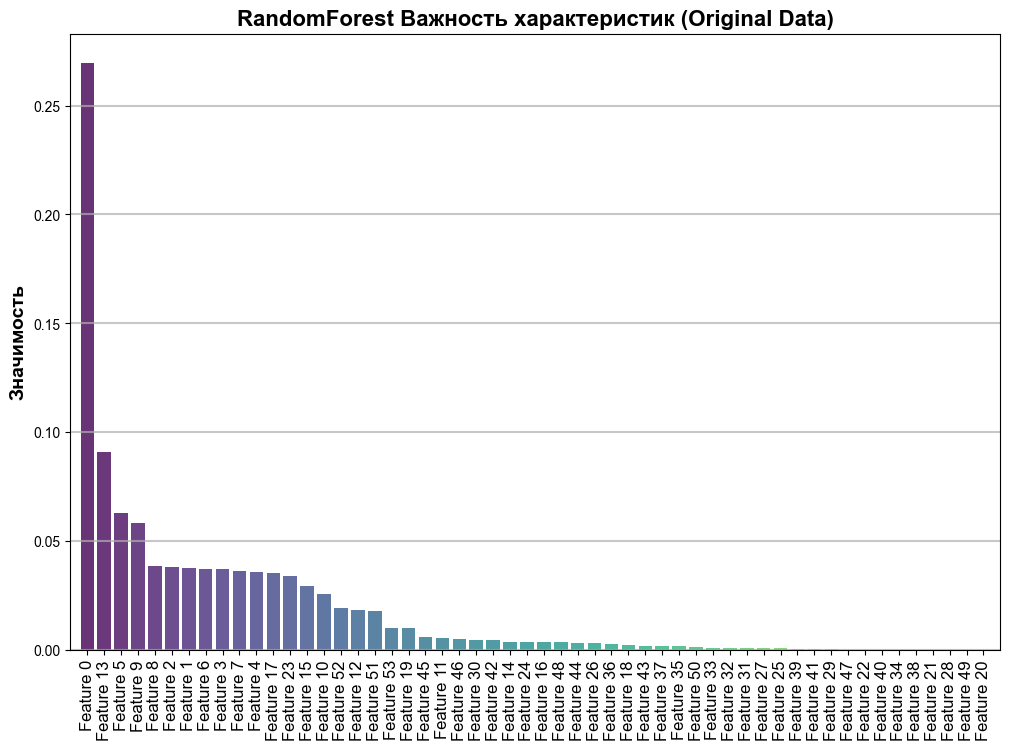 RandomForest Важность характеристик (Original Data)
Значимость
0.25
0.20
0.15
0.10
0.05
0.00
Feature 0
Feature 13
Feature 5
Feature 9
Feature 8
Feature 2
Feature 1
Feature 6
Feature 3
Feature 7
Feature 4
Feature 17
Feature 23
Feature 15
Feature 10
Feature 52
Feature 12
Feature 51
Feature 53
Feature 19
Feature 45
Feature 11
Feature 46
Feature 30
Feature 42
Feature 14
Feature 24
Feature 16
Feature 48
Feature 44
Feature 26
Feature 36
Feature 18
Feature 43
Feature 37
Feature 35
Feature 50
Feature 33
Feature 32
Feature 31
Feature 27
Feature 25
Feature 39
Feature 41
Feature 29
Feature 47
Feature 22
Feature 40
Feature 34
Feature 38
Feature 21
Feature 28
Feature 49
Feature 20